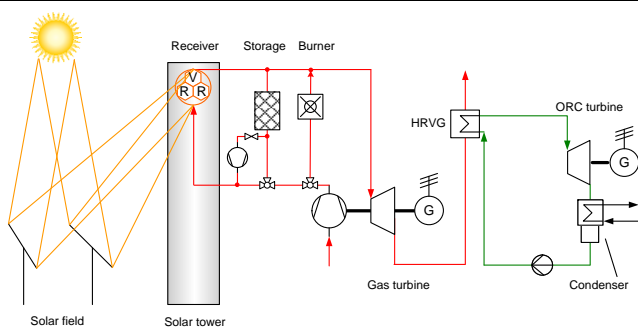 Receiver
Storage
Burner
V
R R
HRVG
ORC turbine
G
G
Gas turbine
Condenser
Solar field
Solar tower